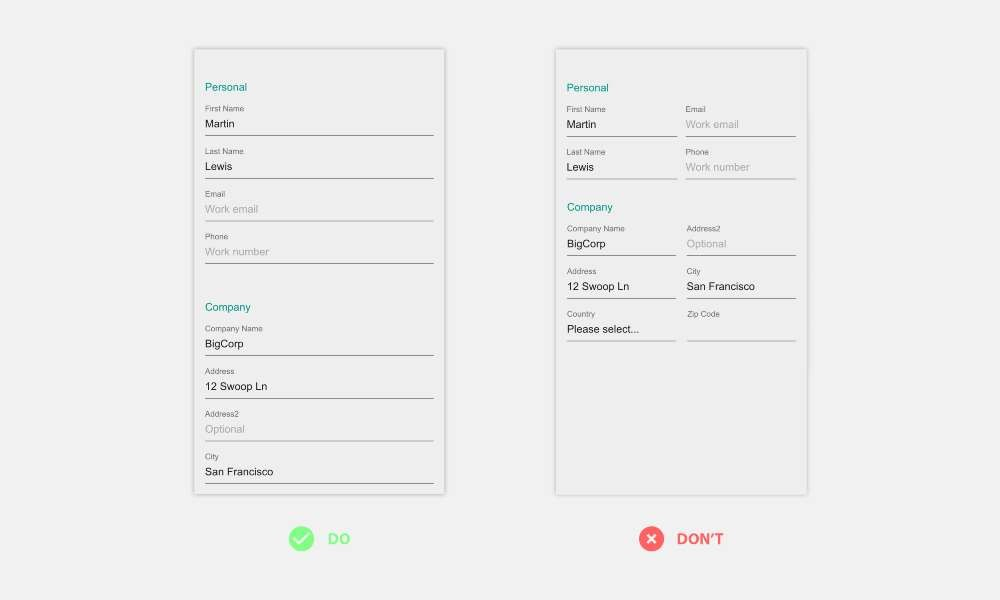 Personal
First Name
Martin
Last Name
Lewis
Email
Work email
Phone
Work number
Company
Company Name
BigCorp
Address
12 Swoop Ln
Address2
Optional
City
San Francisco
DO
Personal
First Name Email
Martin Work email
Last Name Phone
Lewis Work number
Company
Company Name Address2
BigCorp Optional
Address City
12 Swoop Ln San Francisco
Country Zip Code
Please select...
DON'T